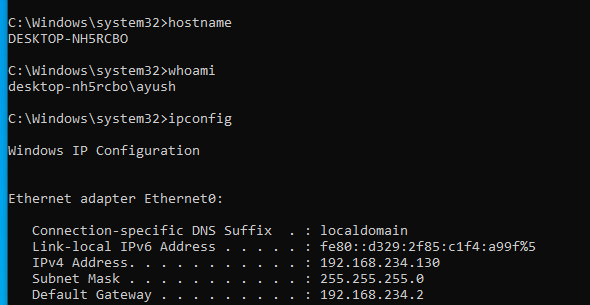 C:\Windows\system32>hostname
DESKTOP-NH5RCBO
C:\Windows\system32>whoami
desktop-nh5rcbo\ayush
C:\Windows\system32>ipconfig
Windows IP Configuration
Ethernet adapter Ethernet0:
Connection-specific DNS Suffix  . : localdomain
Link-local IPv6 Address . . . . . : fe80::d329:2f85:c1f4:a99f%5
IPv4 Address. . . . . . . . . . . : 192.168.234.130
Subnet Mask . . . . . . . . . . . : 255.255.255.0
Default Gateway . . . . . . . . . : 192.168.234.2